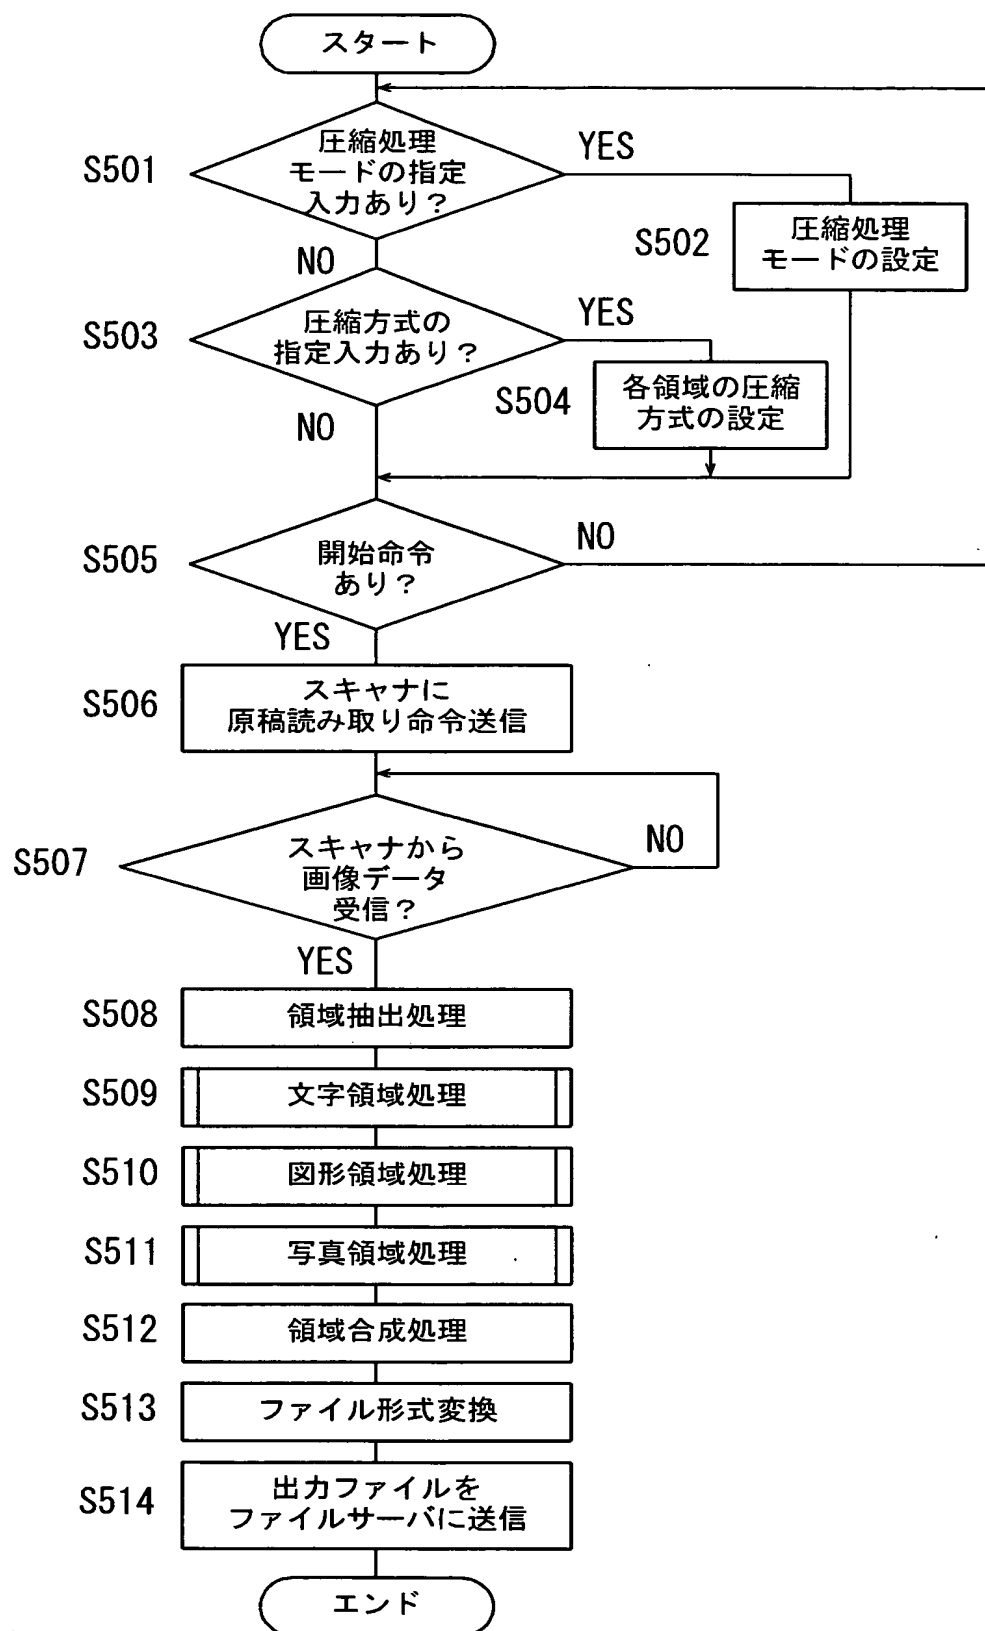 スタート
S501
圧縮処理
モードの指定
入力あり？
YES
NO
S502
圧縮処理
モードの設定
S503
圧縮方式の
指定入力あり？
YES
NO
S504
各領域の圧縮
方式の設定
S505
開始命令
あり？
NO
YES
S506
スキャナに
原稿読み取り命令送信
S507
スキャナから
画像データ
受信？
NO
YES
S508
領域抽出処理
S509
文字領域処理
S510
図形領域処理
S511
写真領域処理
S512
領域合成処理
S513
ファイル形式変換
S514
出力ファイルを
ファイルサーバに送信
エンド